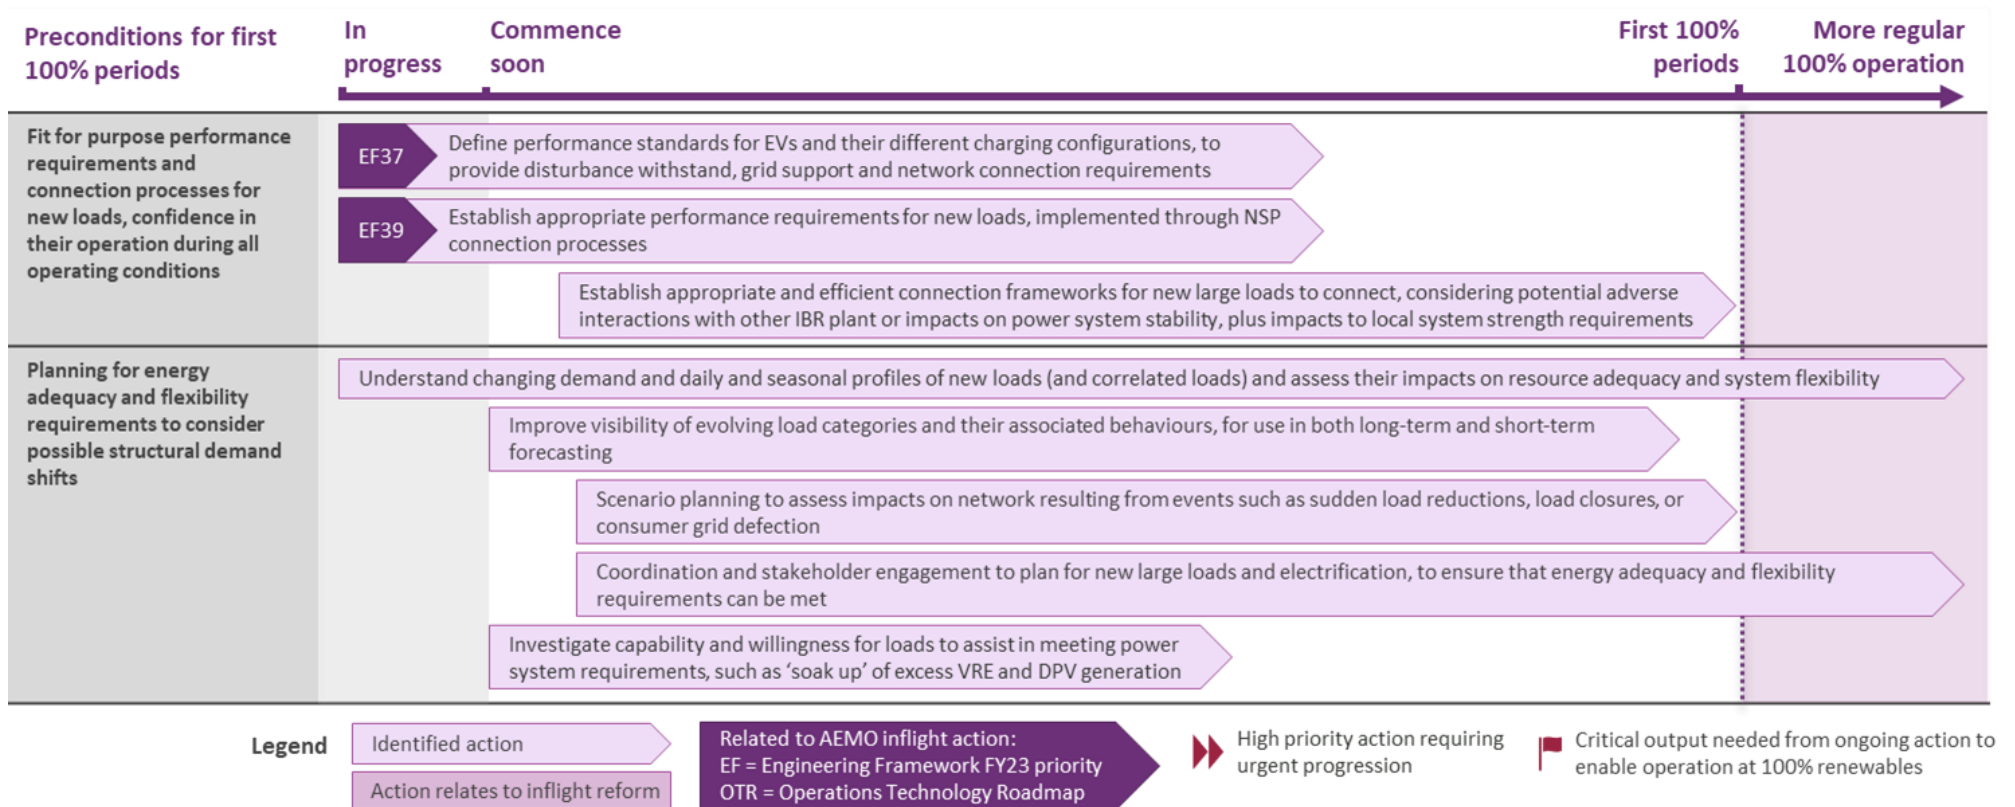 Preconditions for first
100% periods
In
progress
Commence
soon
First 100%
periods
More regular
100% operation
Fit for purpose performance
requirements and
connection processes for
new loads, confidence in
their operation during all
operating conditions
EF37
Define performance standards for EVs and their different charging configurations, to
provide disturbance withstand, grid support and network connection requirements
EF39
Establish appropriate performance requirements for new loads, implemented through NSP
connection processes
Establish appropriate and efficient connection frameworks for new large loads to connect, considering potential adverse
interactions with other IBR plant or impacts on power system stability, plus impacts to local system strength requirements
Planning for energy
adequacy and flexibility
requirements to consider
possible structural demand
shifts
Understand changing demand and daily and seasonal profiles of new loads (and correlated loads) and assess their impacts on resource adequacy and system flexibility
Improve visibility of evolving load categories and their associated behaviours, for use in both long-term and short-term
forecasting
Scenario planning to assess impacts on network resulting from events such as sudden load reductions, load closures, or
consumer grid defection
Coordination and stakeholder engagement to plan for new large loads and electrification, to ensure that energy adequacy and flexibility
requirements can be met
Investigate capability and willingness for loads to assist in meeting power
system requirements, such as ‘soak up’ of excess VRE and DPV generation
Legend
Identified action
Action relates to inflight reform
Related to AEMO inflight action:
EF = Engineering Framework FY23 priority
OTR = Operations Technology Roadmap
High priority action requiring
urgent progression
Critical output needed from ongoing action to
enable operation at 100% renewables